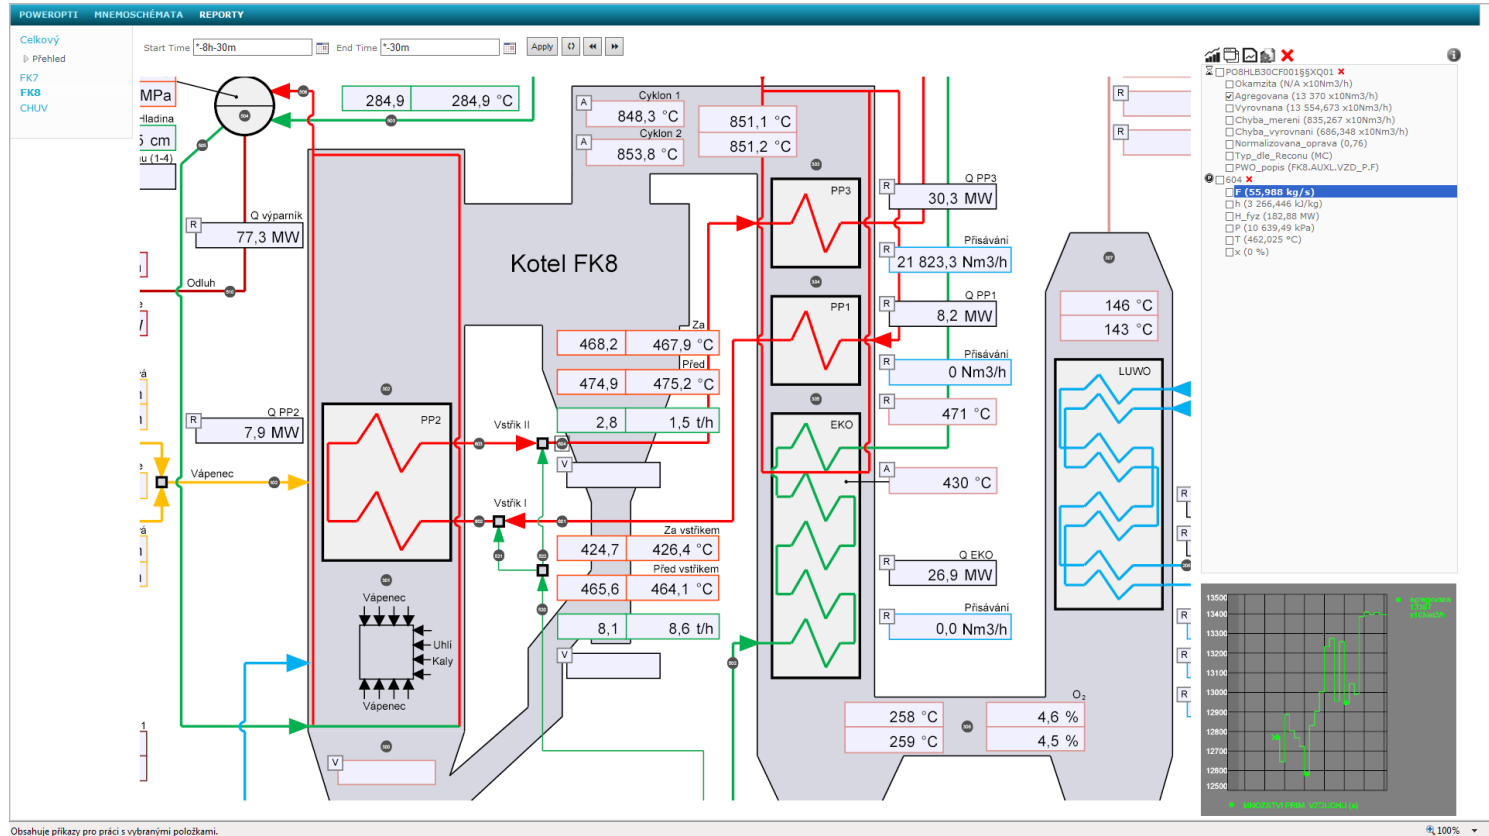 POWEROPTI MNEMOSCHÉMATA REPORTY
Celkový
Přehled
FK7
FK8
CHUV
Start Time *-8h-30m End Time *-30m Apply
MPa
Hladina
5 cm
u (1-4)
284,9 284,9 °C
A Cyklon 1
848,3 °C
A Cyklon 2
853,8 °C
851,1 °C
851,2 °C
R Q výparník
77,3 MW
Odluh
Kotel FK8
R Q PP2
7,9 MW
PP2
Vápenec
Vápenec
Uhlí
Kaly
Vápenec
V
Za
468,2 467,9 °C
Před
474,9 475,2 °C
2,8 1,5 t/h
Vstřik II
V
Vstřik I
Za vstřikem
424,7 426,4 °C
Před vstřikem
465,6 464,1 °C
8,1 8,6 t/h
V
PP3
R Q PP3
30,3 MW
R Přisávání
21 823,3 Nm3/h
PP1
R Q PP1
8,2 MW
R Přisávání
0 Nm3/h
EKO
R
471 °C
A
430 °C
R Q EKO
26,9 MW
R Přisávání
0,0 Nm3/h
258 °C
259 °C
O2
4,6 %
4,5 %
R
R
146 °C
143 °C
LUWO
R
R
R
R
R
PO8HLB30CF001§§XQ01
Okamzita (N/A x10Nm3/h)
Agregovana (13 370 x10Nm3/h)
Vyrovnana (13 554,673 x10Nm3/h)
Chyba_mereni (835,267 x10Nm3/h)
Chyba_vyrovnani (686,348 x10Nm3/h)
Normalizovana_oprava (0,76)
Typ_dle_Reconu (MC)
PWO_popis (FK8.AUXL.VZD_P.F)
604
F (55,988 kg/s)
h (3 266,446 kJ/kg)
H_fyz (182,88 MW)
P (10 639,49 kPa)
T (462,025 °C)
x (0 %)
13500
13400
13300
13200
13100
13000
12900
12800
12700
12600
12500
Obsahuje příkazy pro práci s vybranými položkami.
100%